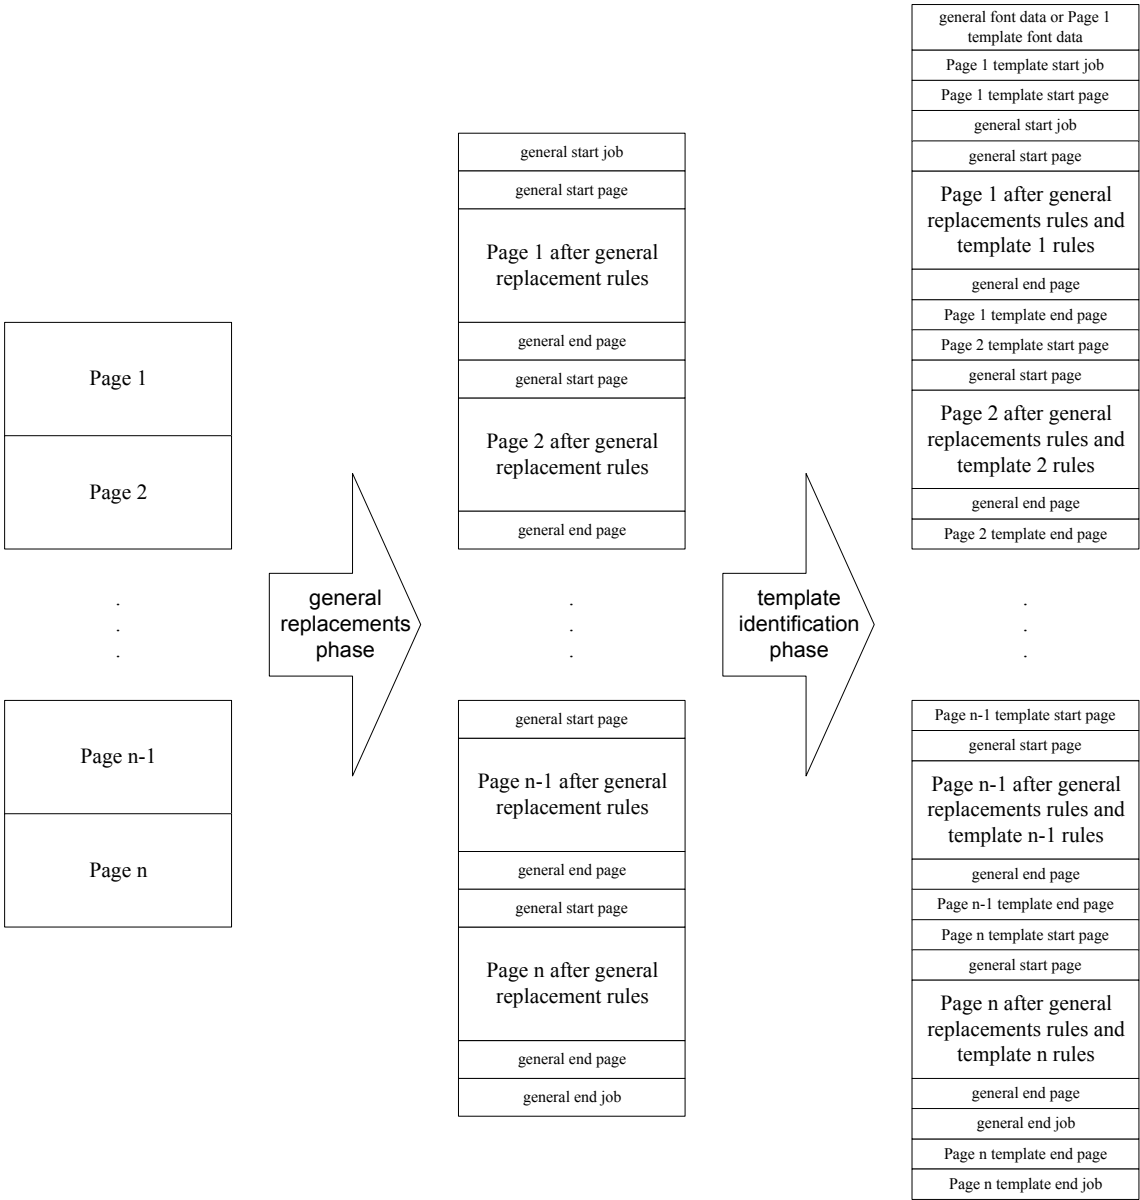 Page 1
Page 2
.
.
.
Page n-1
Page n
general
replacements
phase
general start job
general start page
Page 1 after general
replacement rules
general end page
general start page
Page 2 after general
replacement rules
general end page
.
.
.
general start page
Page n-1 after general
replacement rules
general end page
general start page
Page n after general
replacement rules
general end page
general end job
template
identification
phase
general font data or Page 1
template font data
Page 1 template start job
Page 1 template start page
general start job
general start page
Page 1 after general
replacements rules and
template 1 rules
general end page
Page 1 template end page
Page 2 template start page
general start page
Page 2 after general
replacements rules and
template 2 rules
general end page
Page 2 template end page
.
.
.
Page n-1 template start page
general start page
Page n-1 after general
replacements rules and
template n-1 rules
general end page
Page n-1 template end page
Page n template start page
general start page
Page n after general
replacements rules and
template n rules
general end page
general end job
Page n template end page
Page n template end job